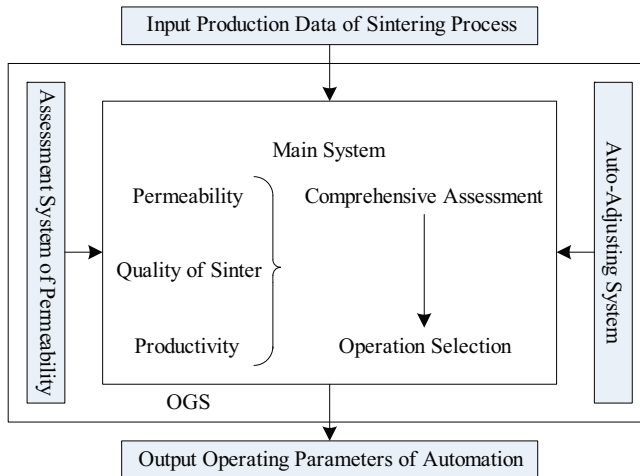 Input Production Data of Sintering Process
Assessment System
of Permeability
Main System
Permeability
Quality of Sinter
Productivity
Comprehensive Assessment
Operation Selection
Auto-Adjusting
System
OGS
Output Operating Parameters of Automation